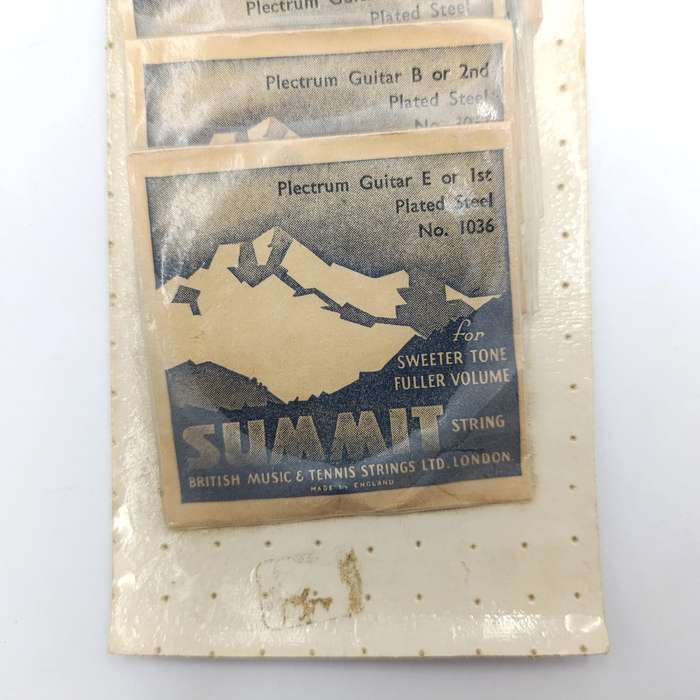 Plectrum
Plated Steel
Plectrum Guitar B or 2nd
Plated Steel
No.
Plectrum Guitar E or 1st
Plated Steel
No. 1036
for
SWEETER TONE
FULLER VOLUME
SUMMIT STRING
BRITISH MUSIC & TENNIS STRINGS LTD. LONDON.
MADE IN ENGLAND